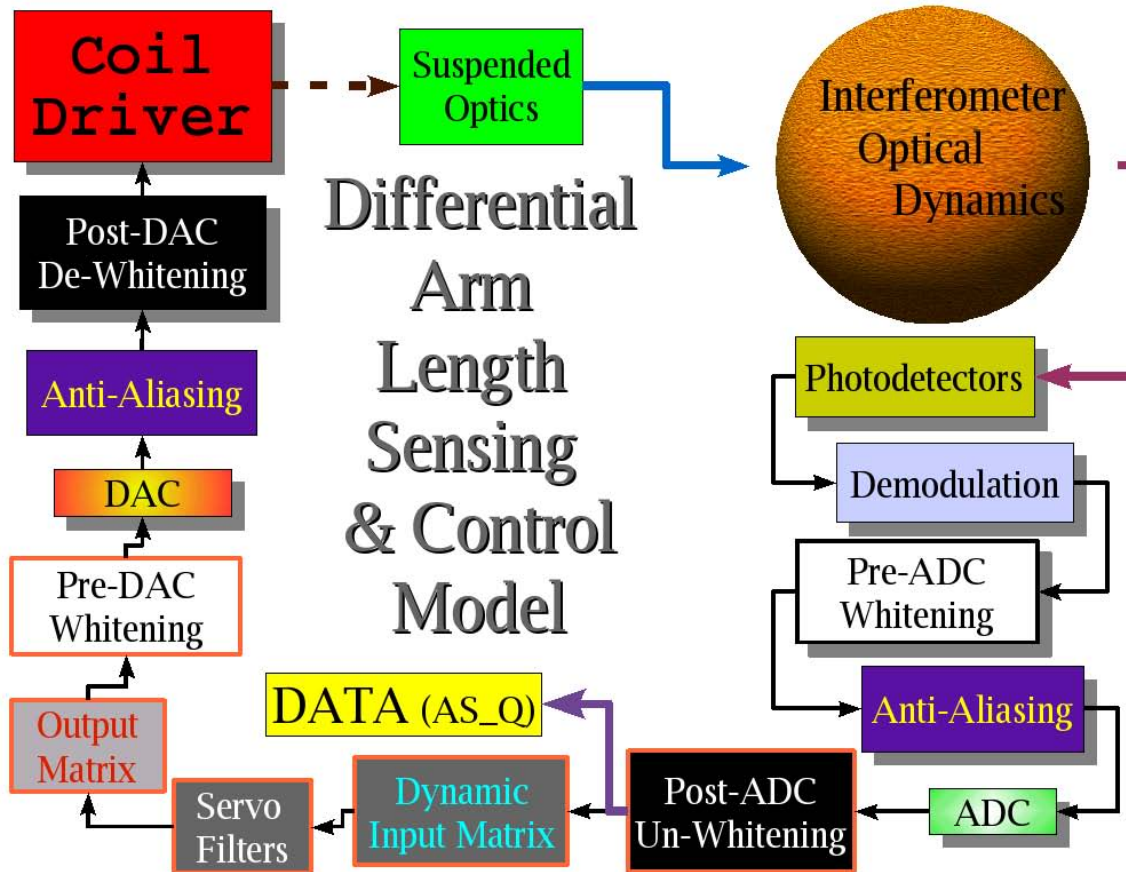 Coil
Driver
Suspended
Optics
Interferometer
Optical
Dynamics
Differential
Arm
Length
Sensing
& Control
Model
Post-DAC
De-Whitening
Anti-Aliasing
DAC
Pre-DAC
Whitening
Output
Matrix
Photodetectors
Demodulation
Pre-ADC
Whitening
Anti-Aliasing
ADC
DATA (AS_Q)
Post-ADC
Un-Whitening
Dynamic
Input Matrix
Servo
Filters